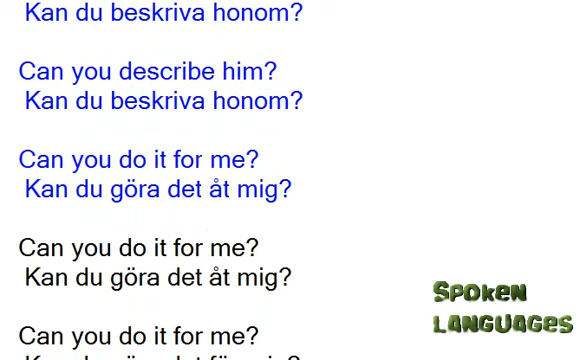 Kan du beskriva honom?
Can you describe him?
Kan du beskriva honom?
Can you do it for me?
Kan du göra det åt mig?
Can you do it for me?
Kan du göra det åt mig?
Can you do it for me?
Spoken
Languages